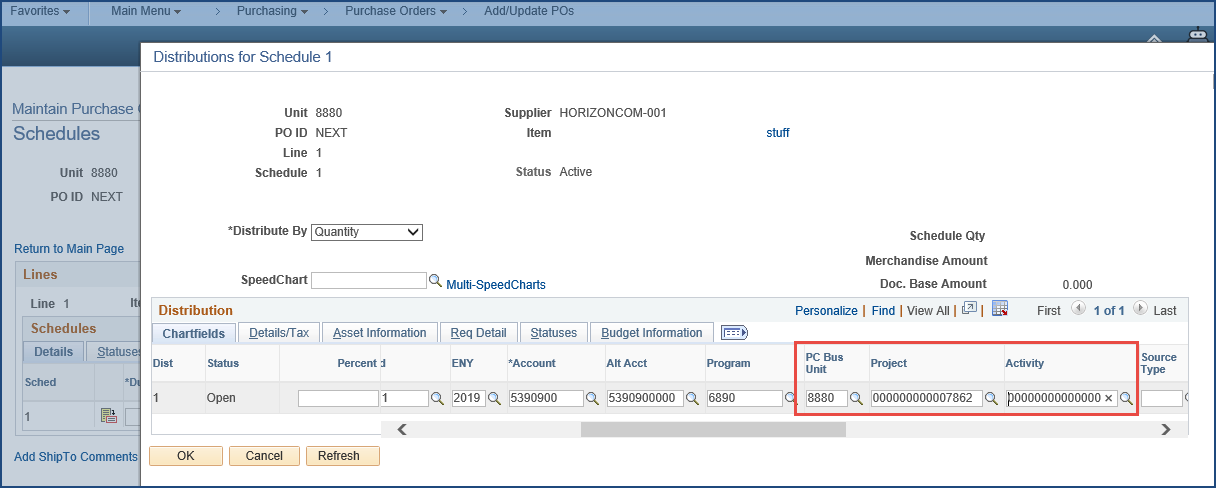 Favorites Main Menu Purchasing Purchase Orders Add/Update POs
Distributions for Schedule 1
Maintain Purchase
Schedules
Unit 8880
PO ID NEXT
Return to Main Page
Lines
Line 1
Schedules
Details Statuses
Sched
1
Add ShipTo Comments
Unit 8880 Supplier HORIZONCOM-001
PO ID NEXT Item stuff
Line 1
Schedule 1 Status Active
*Distribute By Quantity
Schedule Qty
Merchandise Amount
SpeedChart Multi-SpeedCharts Doc. Base Amount 0.000
Distribution Personalize | Find | View All | | First 1 of 1 Last
Chartfields Details/Tax Asset Information Req Detail Statuses Budget Information
Dist Status Percent d ENY *Account Alt Acct Program PC Bus Unit Project Activity Source Type
1 Open 1 2019 5390900 5390900000 6890 8880 000000000007862
OK Cancel Refresh